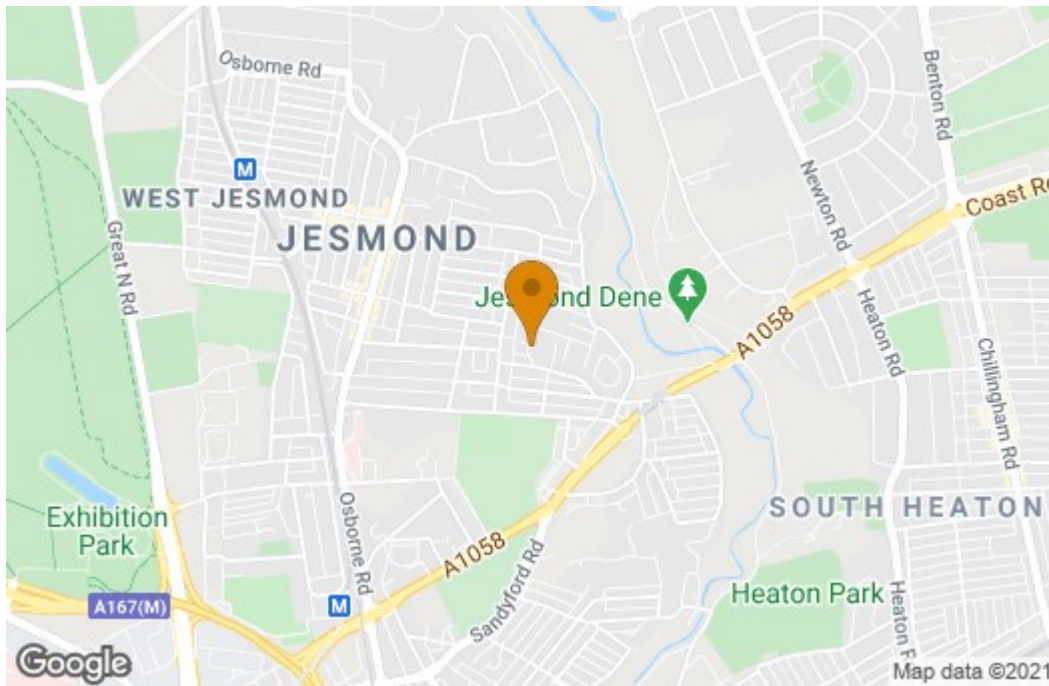 Osborne Rd
Benton Rd
M
WEST JESMOND
Newton Rd
Coast Rd
JESMOND
Great N Rd
Jesmond Dene
A1058
Heaton Rd
Chillingham Rd
Exhibition
Park
Osborne Rd
A1058
SOUTH HEATON
Sandyford Rd
A167(M)
M
Heaton Park
Heaton R
Google
Map data ©2021